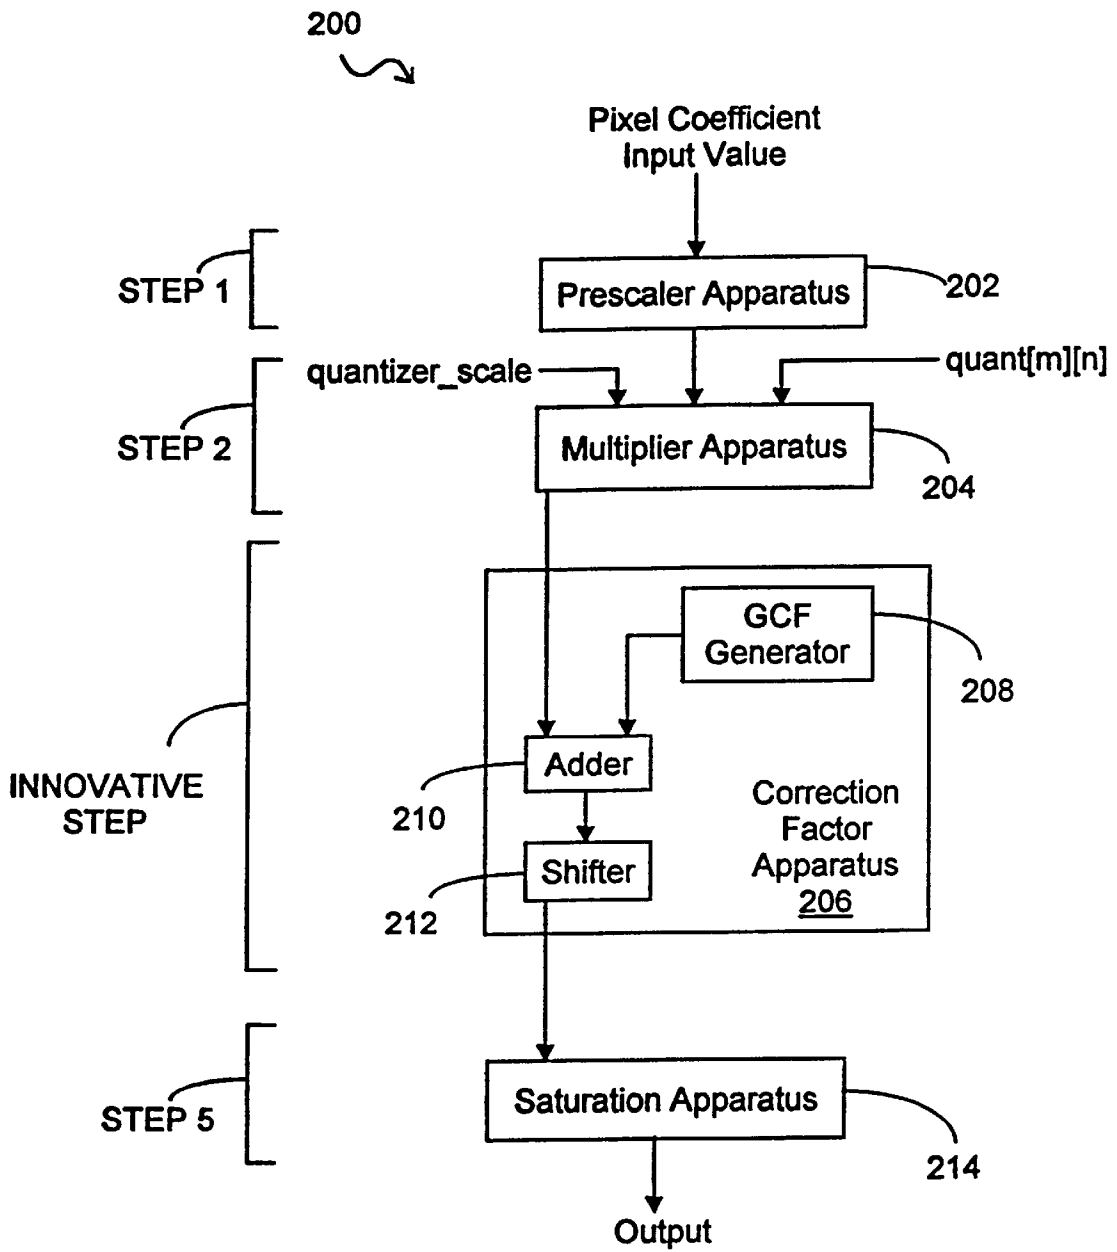 200
Pixel Coefficient
Input Value
STEP 1
Prescaler Apparatus
202
quantizer_scale
quant[m][n]
STEP 2
Multiplier Apparatus
204
GCF
Generator
208
INNOVATIVE
STEP
Adder
210
Correction
Factor
Apparatus
206
Shifter
212
STEP 5
Saturation Apparatus
214
Output